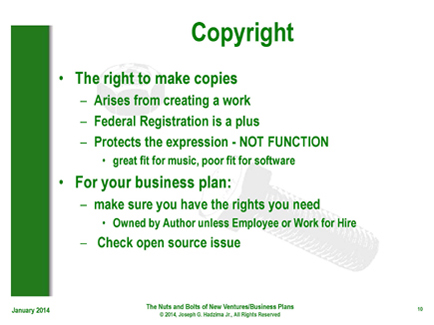 Copyright
• The right to make copies
– Arises from creating a work
– Federal Registration is a plus
– Protects the expression - NOT FUNCTION
• great fit for music, poor fit for software
• For your business plan:
– make sure you have the rights you need
• Owned by Author unless Employee or Work for Hire
– Check open source issue
January 2014
The Nuts and Bolts of New Ventures/Business Plans
© 2014, Joseph G. Hadzima Jr., All Rights Reserved
10